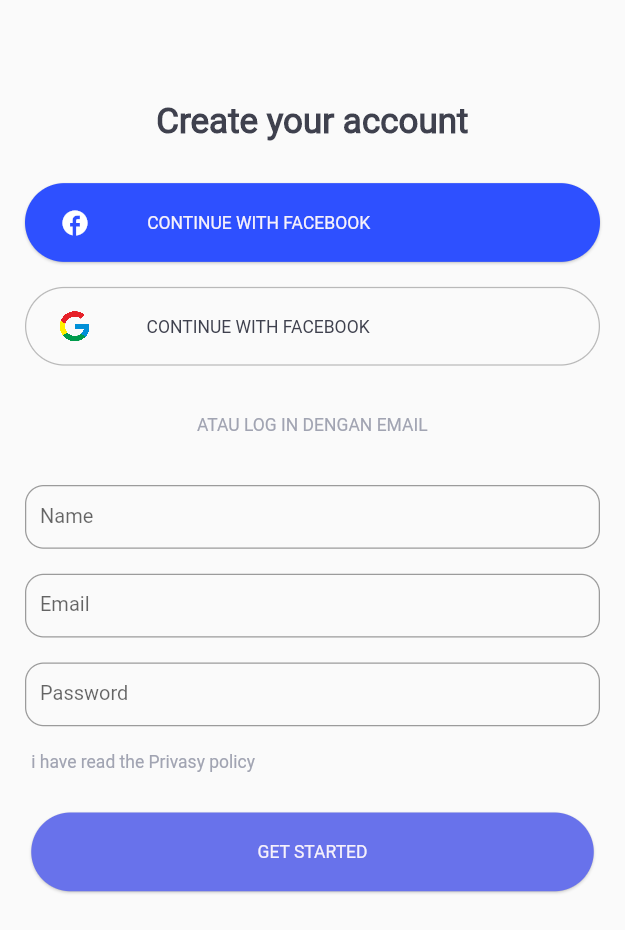 Create your account
CONTINUE WITH FACEBOOK
CONTINUE WITH FACEBOOK
ATAU LOG IN DENGAN EMAIL
Name
Email
Password
i have read the Privasy policy
GET STARTED